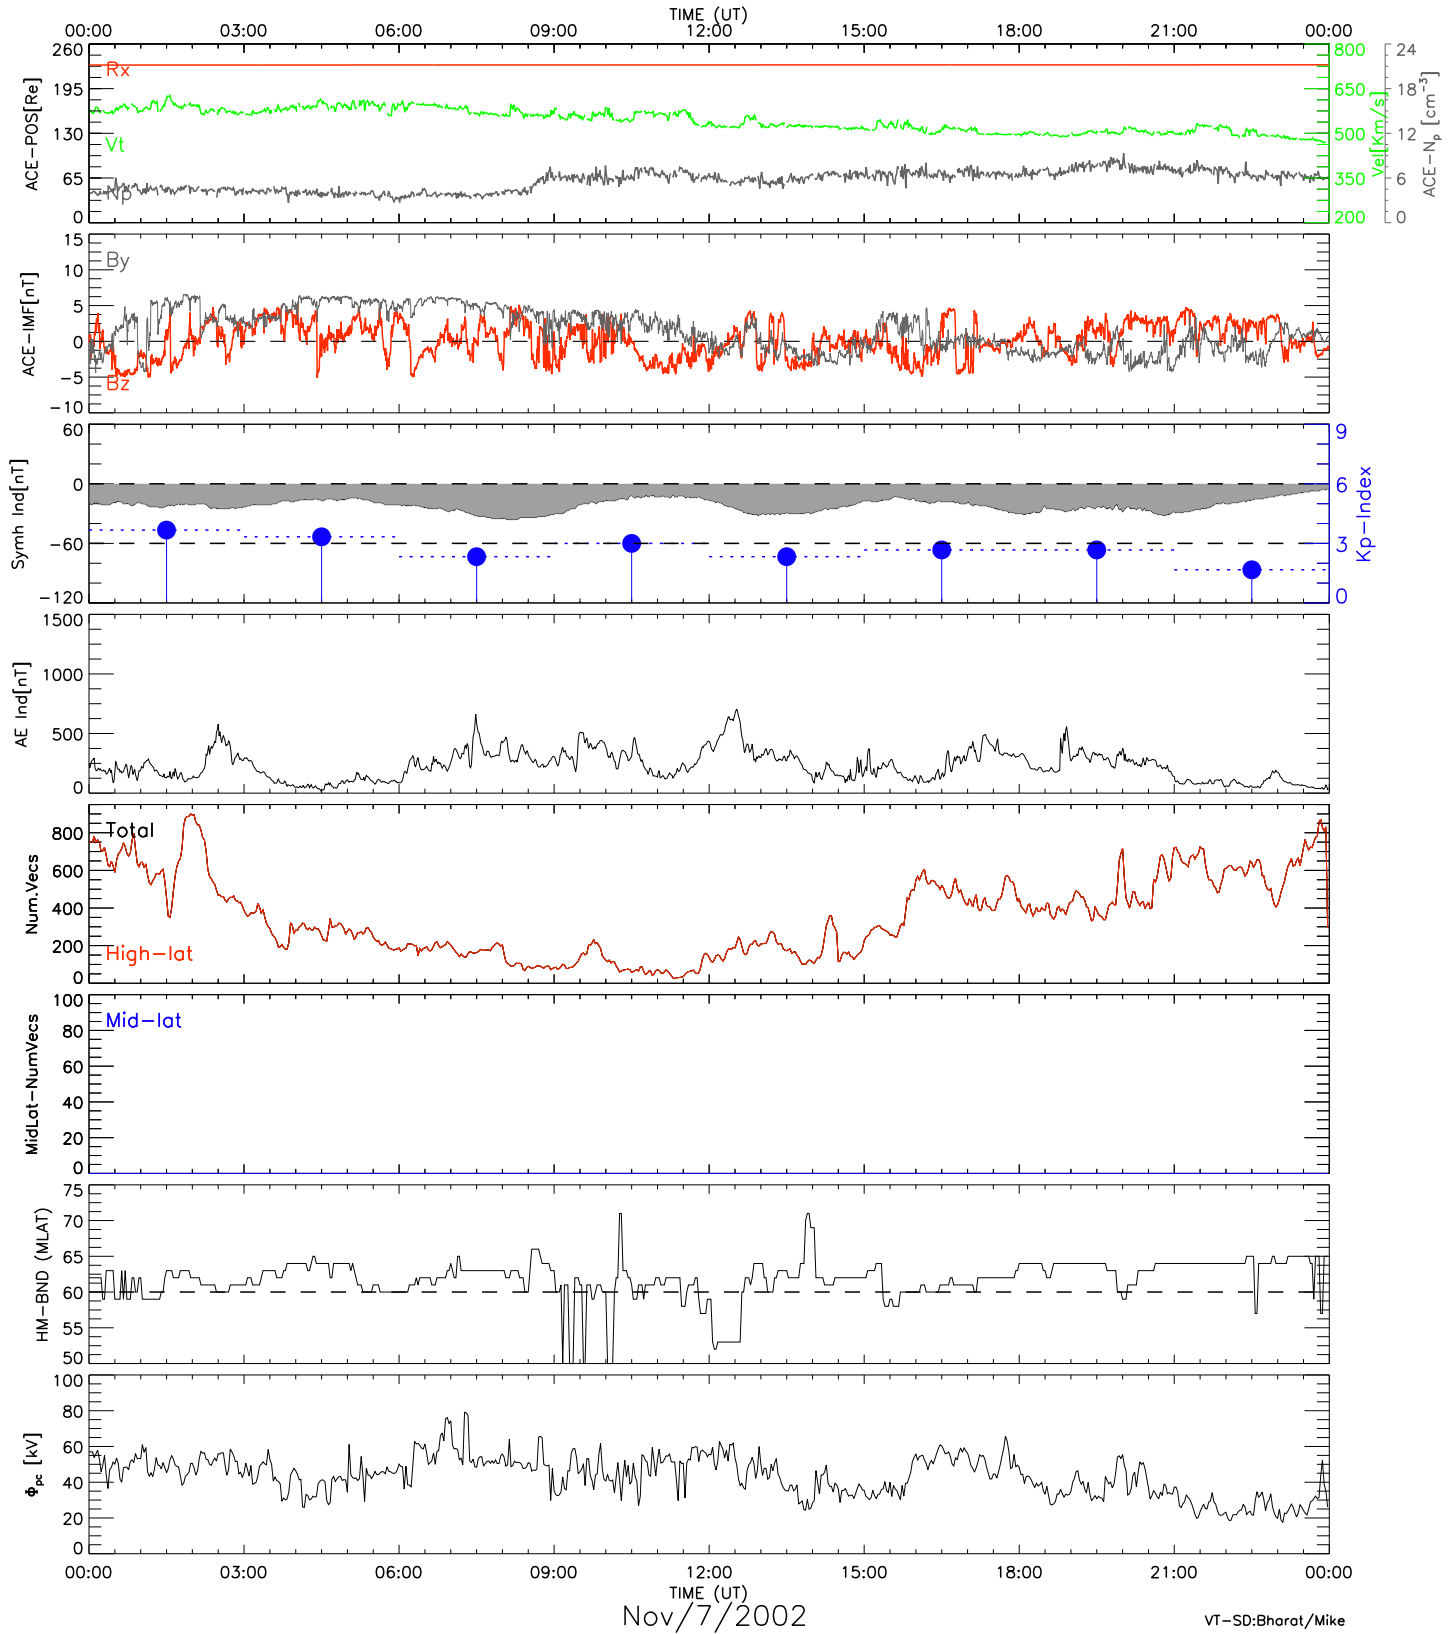 TIME (UT)
00:00 03:00 06:00 09:00 12:00 15:00 18:00 21:00 00:00
260 195 130 65 0
ACE-POS[Re]
Rx
Vt
Np
800 650 500 350 200
Vel[Km/s]
24 18 12 6 0
ACE-Np [cm-3]
15 10 5 0 -5 -10
ACE-IMF[nT]
By
Bz
60 0 -60 -120
Symh Ind[nT]
9 6 3 0
Kp-Index
1500 1000 500 0
AE Ind[nT]
800 600 400 200 0
Num.Vecs
Total
High-lat
100 80 60 40 20 0
MidLat-NumVecs
Mid-lat
75 70 65 60 55 50
HM-BND (MLAT)
100 80 60 40 20 0
Φpc [kV]
00:00 03:00 06:00 09:00 12:00 15:00 18:00 21:00 00:00
TIME (UT)
Nov/7/2002
VT-SD:Bharat/Mike